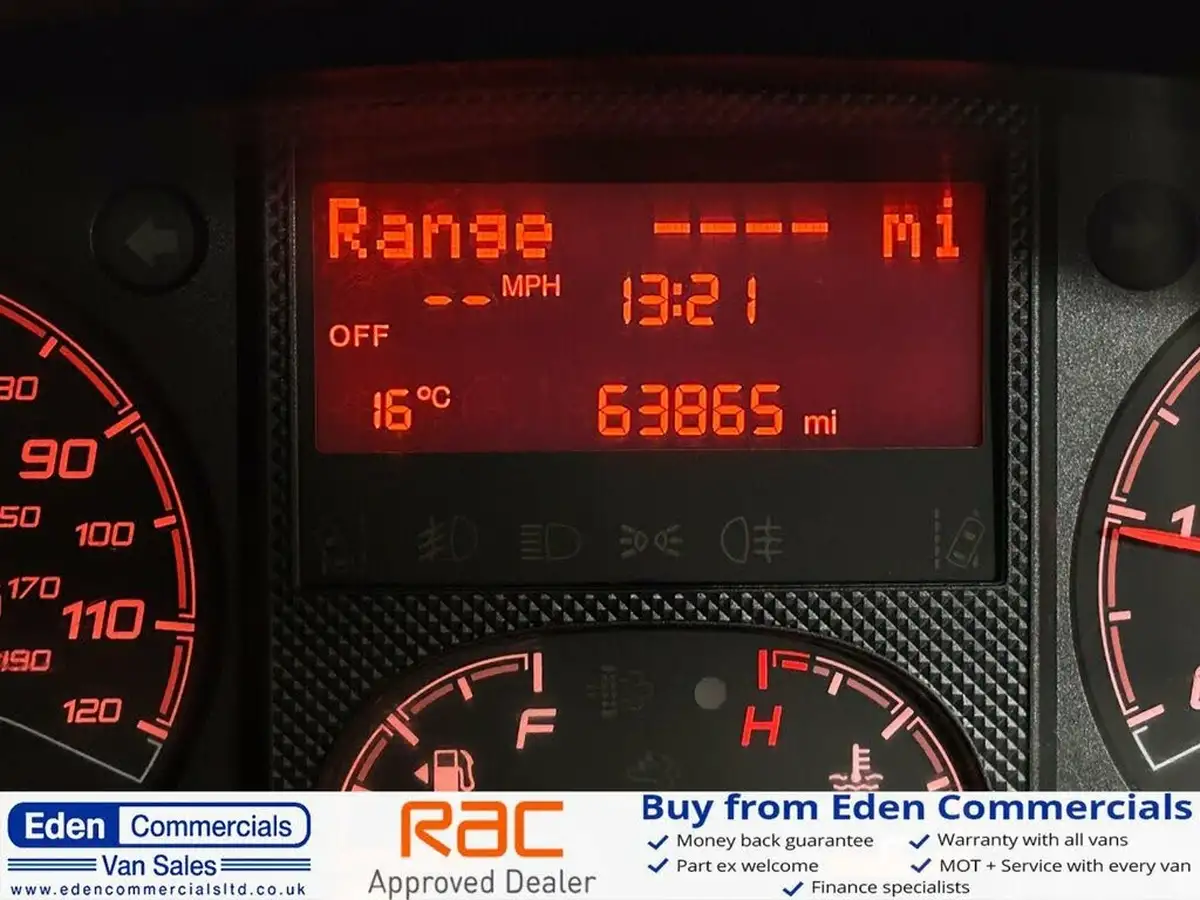 Range ---- mi
-- MPH 13:21
OFF
16 °C 63865 mi
90
100
170
110
190
120
F
H
Eden Commercials
Van Sales
www.edencommercialsltd.co.uk
RAC
Approved Dealer
Buy from Eden Commercials
Money back guarantee
Warranty with all vans
Part ex welcome
MOT + Service with every van
Finance specialists